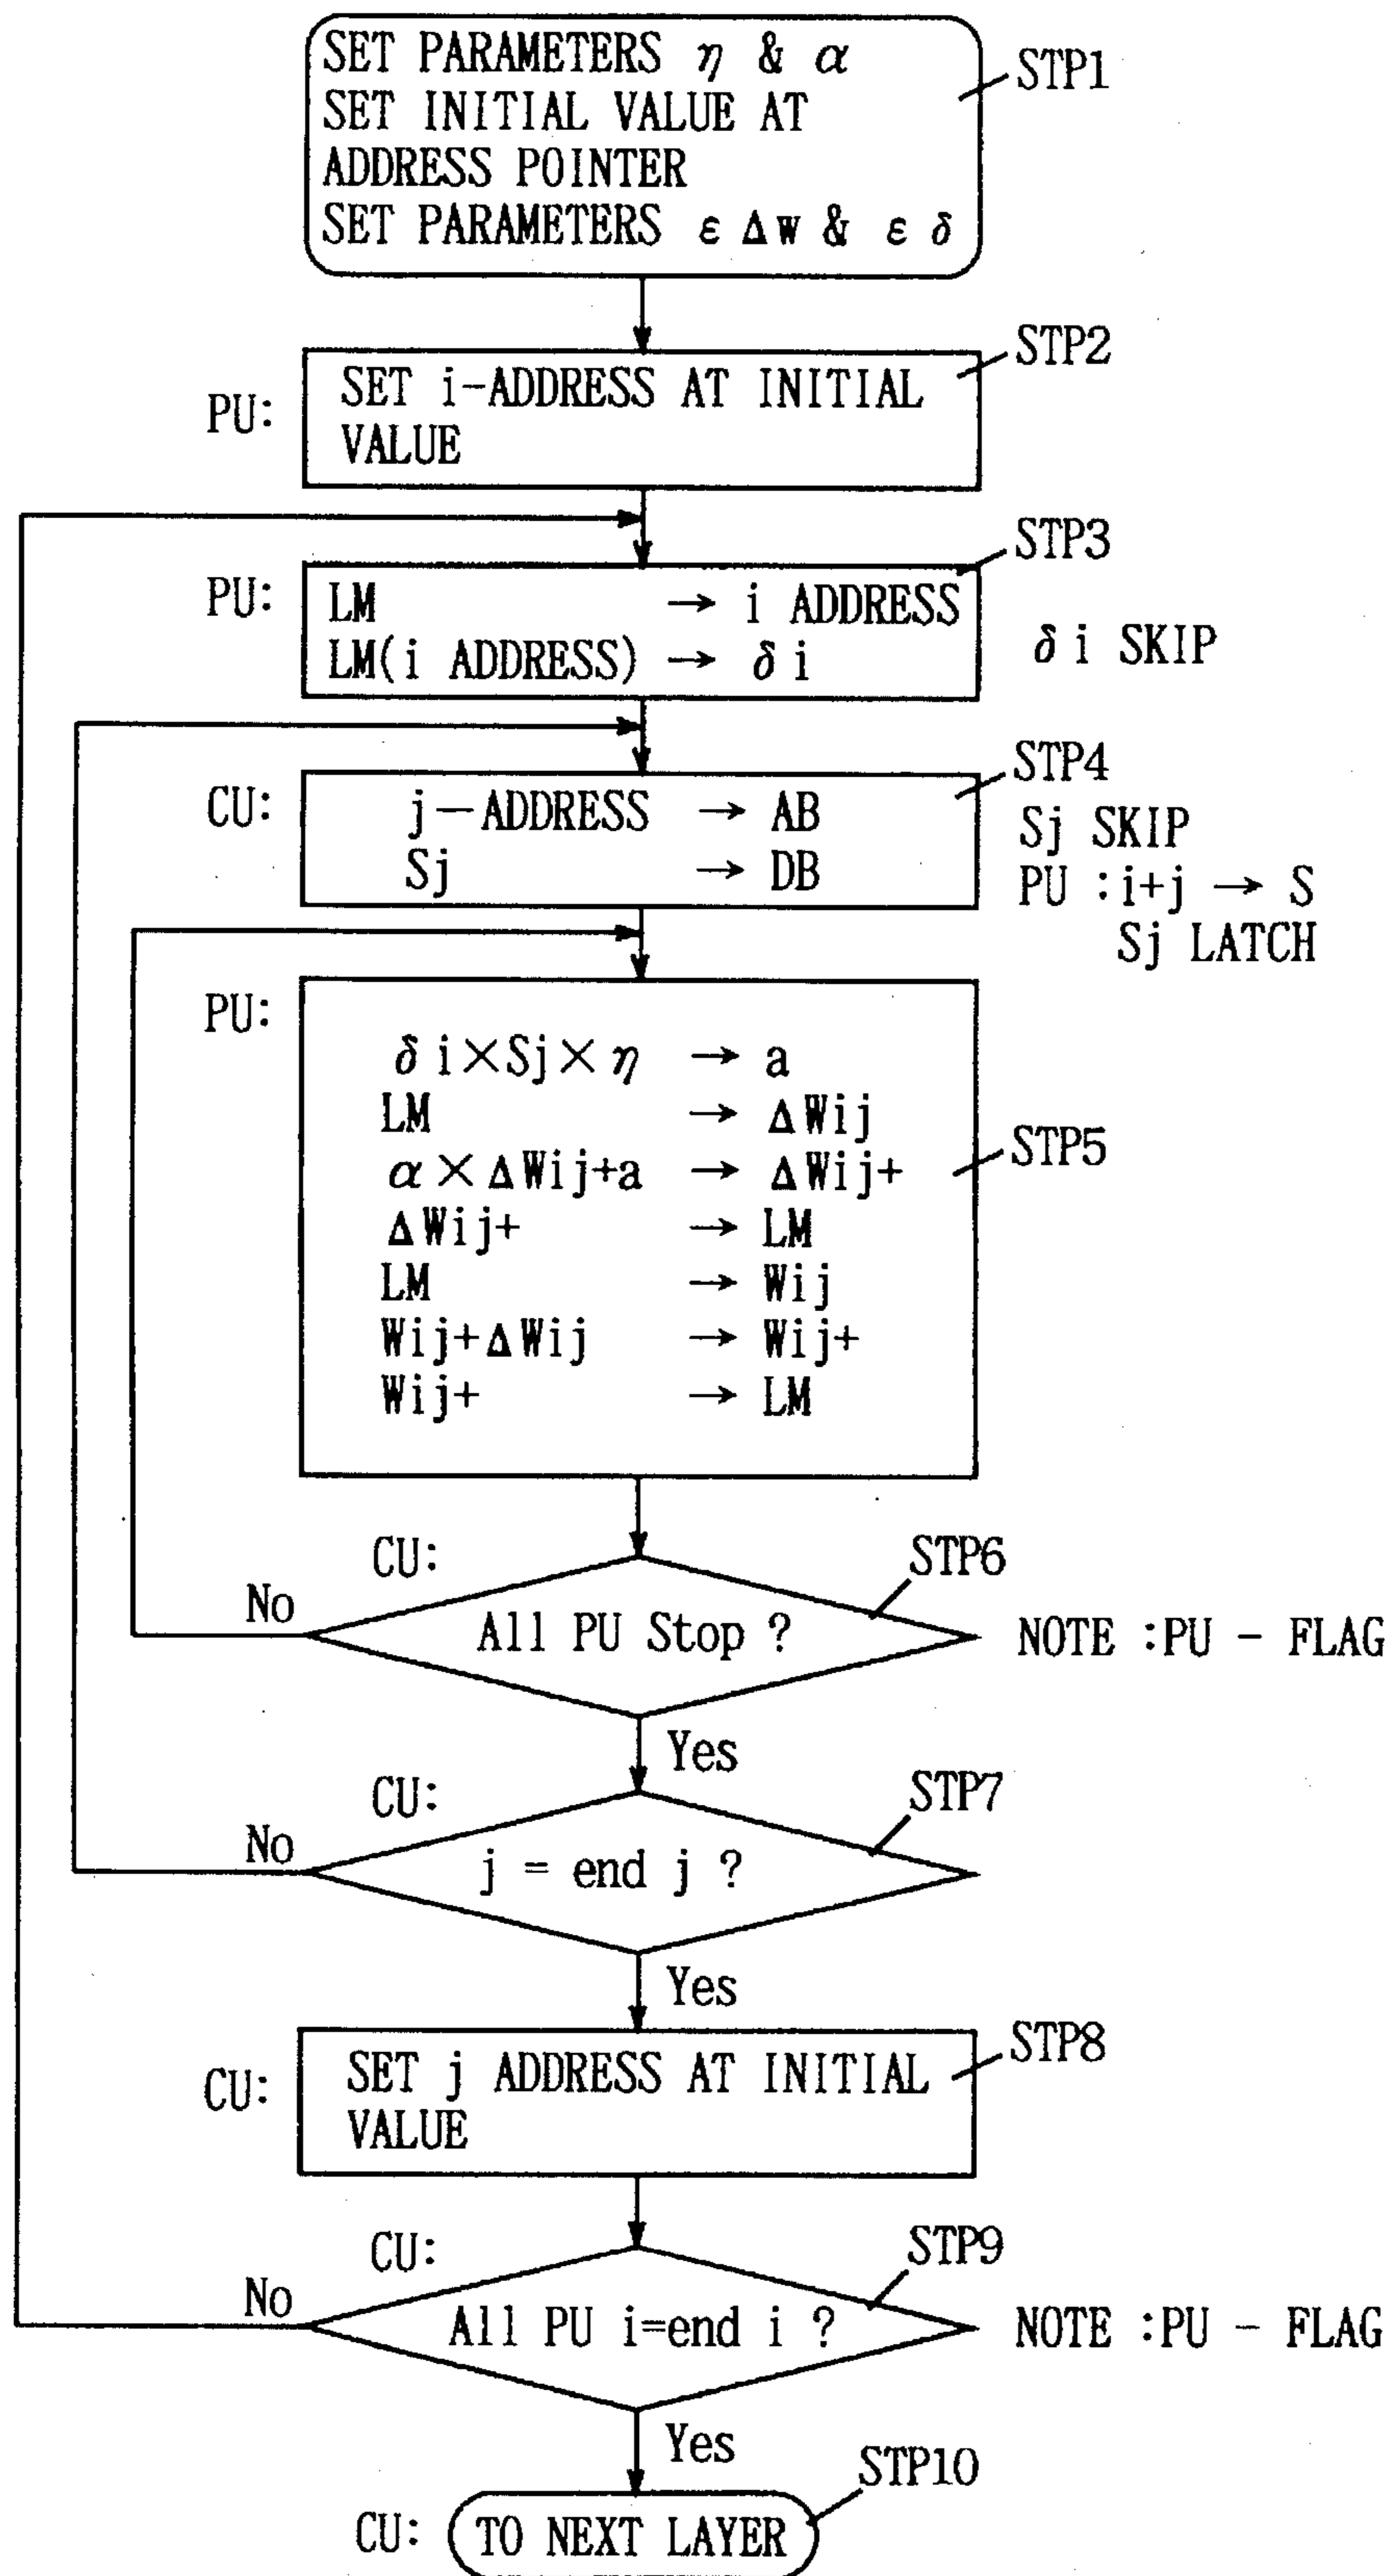 SET PARAMETERS η & α
SET INITIAL VALUE AT
ADDRESS POINTER
SET PARAMETERS ε Δw & ε δ
STP1
STP2
PU:
SET i-ADDRESS AT INITIAL
VALUE
STP3
PU:
LM → i ADDRESS
LM(i ADDRESS) → δ i
δ i SKIP
STP4
CU:
j-ADDRESS → AB
Sj → DB
Sj SKIP
PU :i+j → S
Sj LATCH
PU:
δ i×Sj×η → a
LM → ΔWij
α×ΔWij+a → ΔWij+
ΔWij+ → LM
LM → Wij
Wij+ΔWij → Wij+
Wij+ → LM
STP5
CU:
STP6
No
All PU Stop ?
NOTE :PU - FLAG
Yes
CU:
STP7
No
j = end j ?
Yes
STP8
CU:
SET j ADDRESS AT INITIAL
VALUE
CU:
STP9
No
All PU i=end i ?
NOTE :PU - FLAG
Yes
STP10
CU:
TO NEXT LAYER